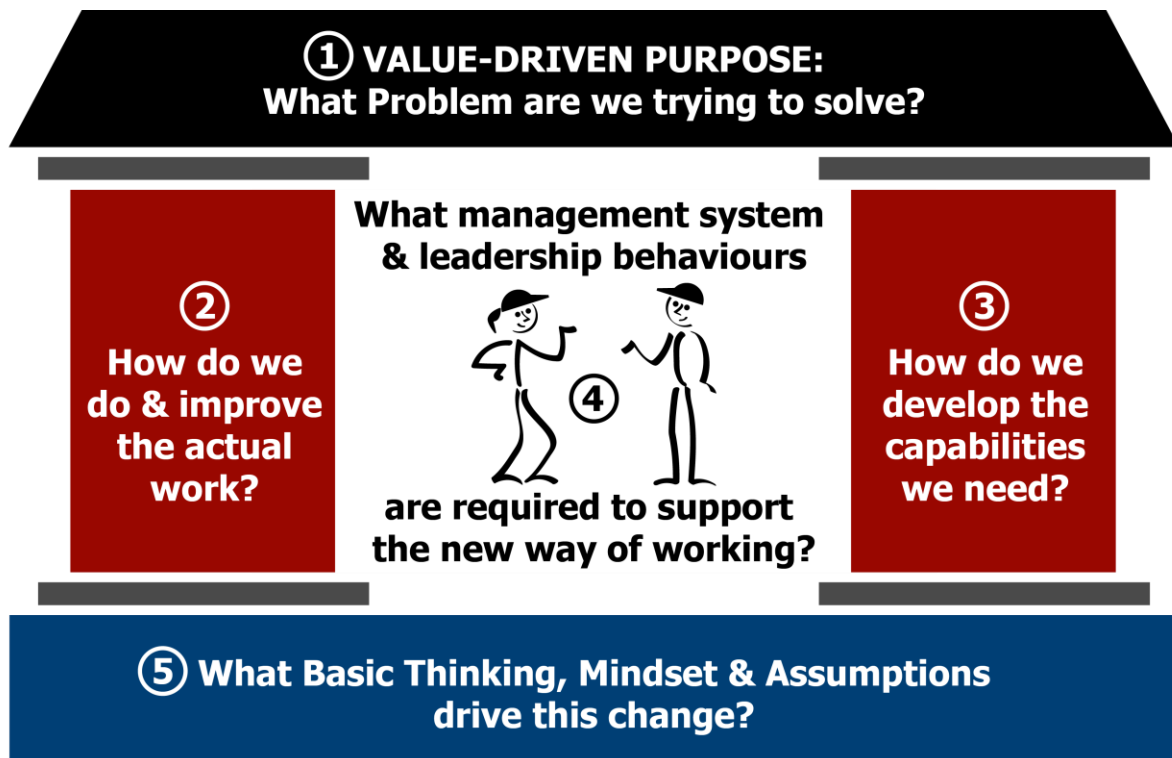 ① VALUE-DRIVEN PURPOSE:
What Problem are we trying to solve?
②
How do we
do & improve
the actual
work?
What management system
& leadership behaviours
④
are required to support
the new way of working?
③
How do we
develop the
capabilities
we need?
⑤ What Basic Thinking, Mindset & Assumptions
drive this change?